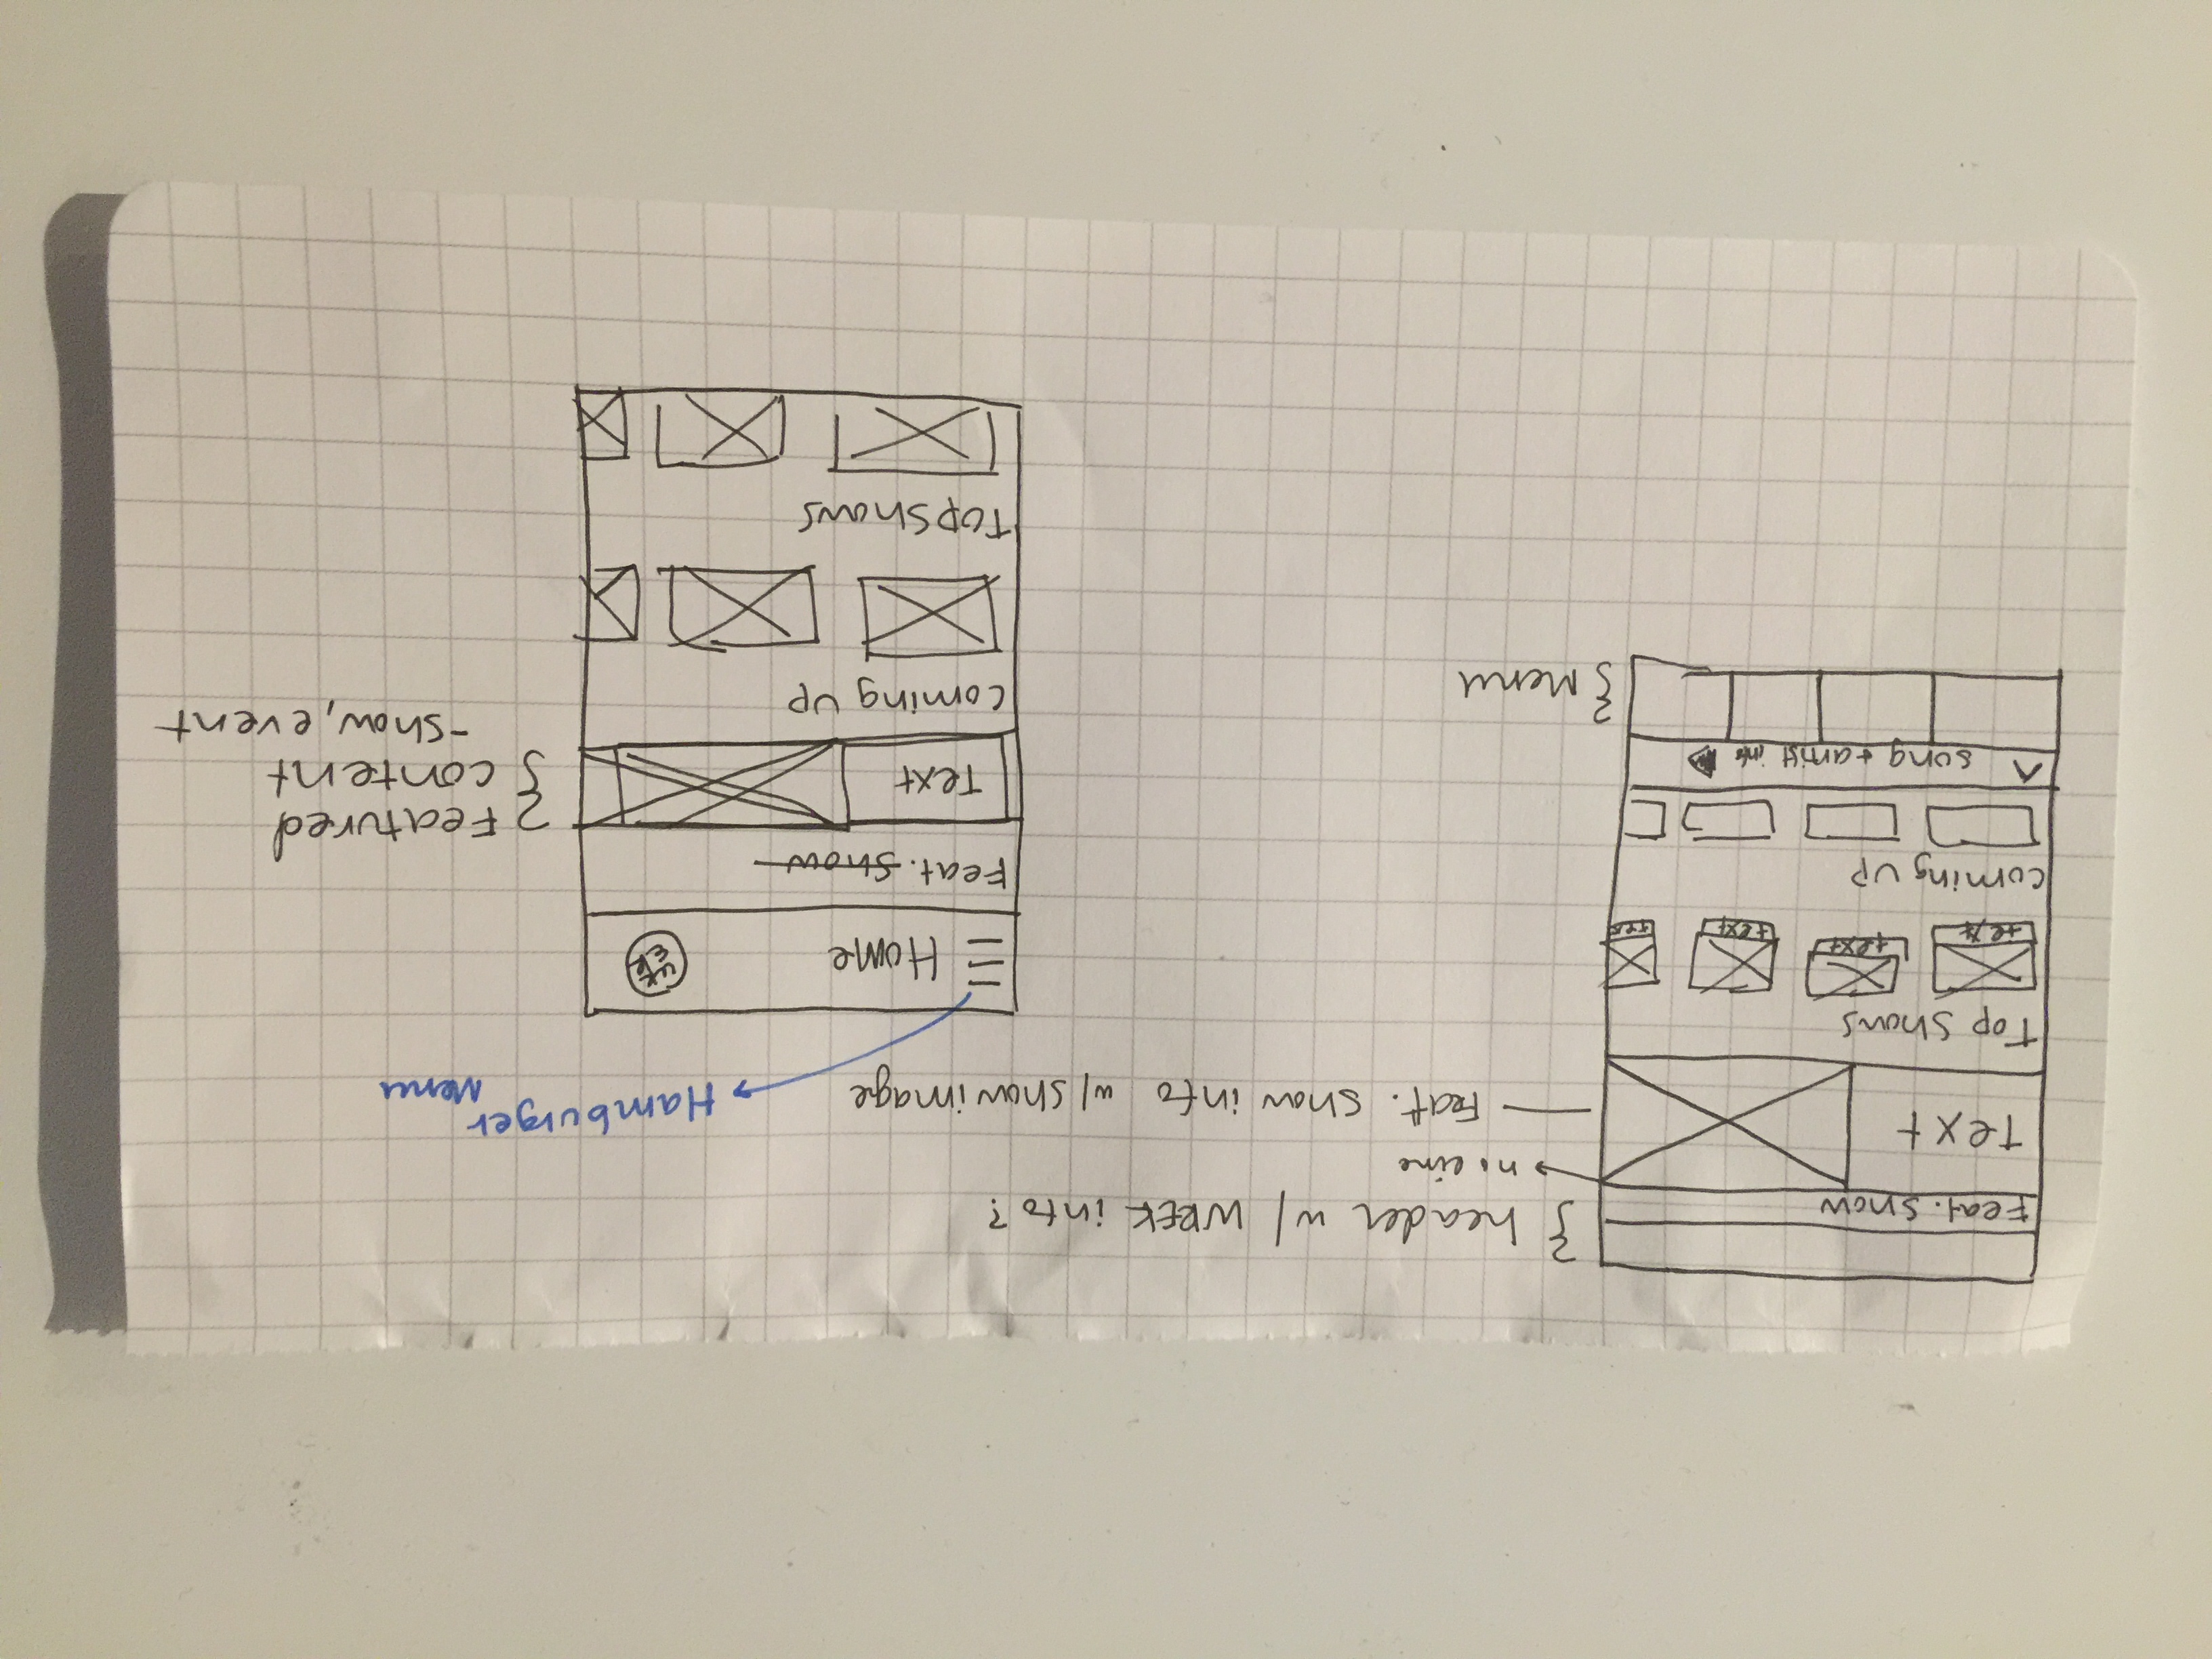 Feat. Show
} header w/ WREK info?
→ no line
Text
Feat. Show info w/ show image
Top Shows
text text text tex
Coming up
^ song + artist info
} Menu
Hamburger
Menu
Home
WR
EK
Feat. Show
Text
} Featured
content
- show, event
Coming up
Top Shows